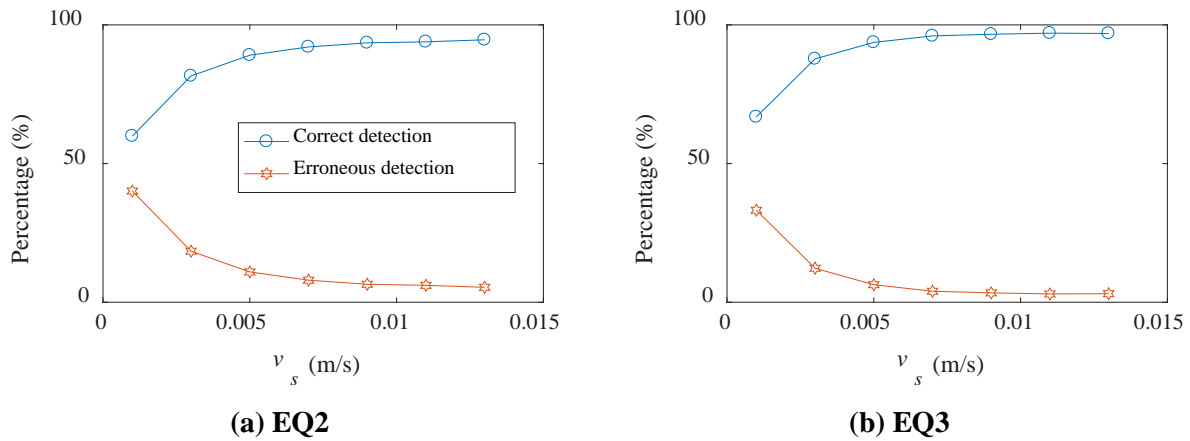 100
50
0
Percentage (%)
Correct detection
Erroneous detection
0
0.005
0.01
0.015
v s (m/s)
(a) EQ2
100
50
0
Percentage (%)
0
0.005
0.01
0.015
v s (m/s)
(b) EQ3